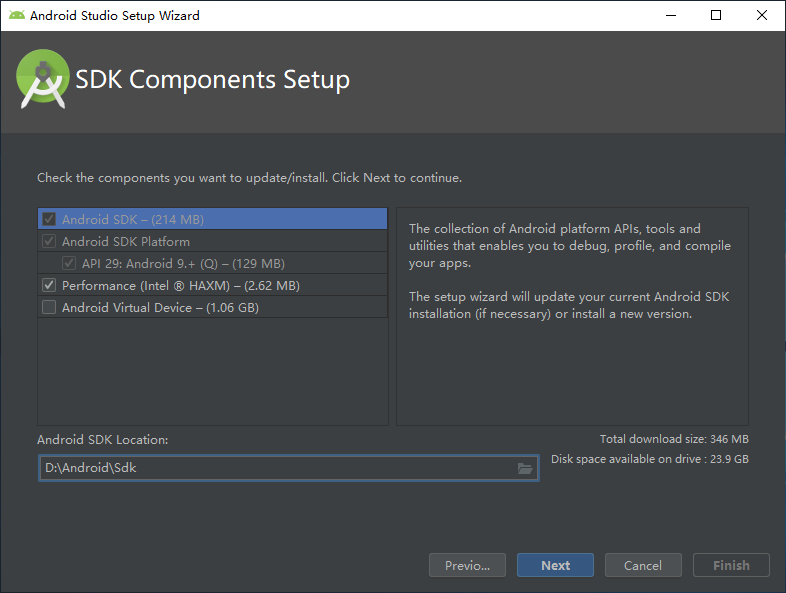 Android Studio Setup Wizard
SDK Components Setup
Check the components you want to update/install. Click Next to continue.
Android SDK – (214 MB)
Android SDK Platform
API 29: Android 9.+ (Q) – (129 MB)
Performance (Intel ® HAXM) – (2.62 MB)
Android Virtual Device – (1.06 GB)
The collection of Android platform APIs, tools and
utilities that enables you to debug, profile, and compile
your apps.
The setup wizard will update your current Android SDK
installation (if necessary) or install a new version.
Android SDK Location:
Total download size: 346 MB
D:\Android\Sdk
Disk space available on drive : 23.9 GB
Previo...
Next
Cancel
Finish